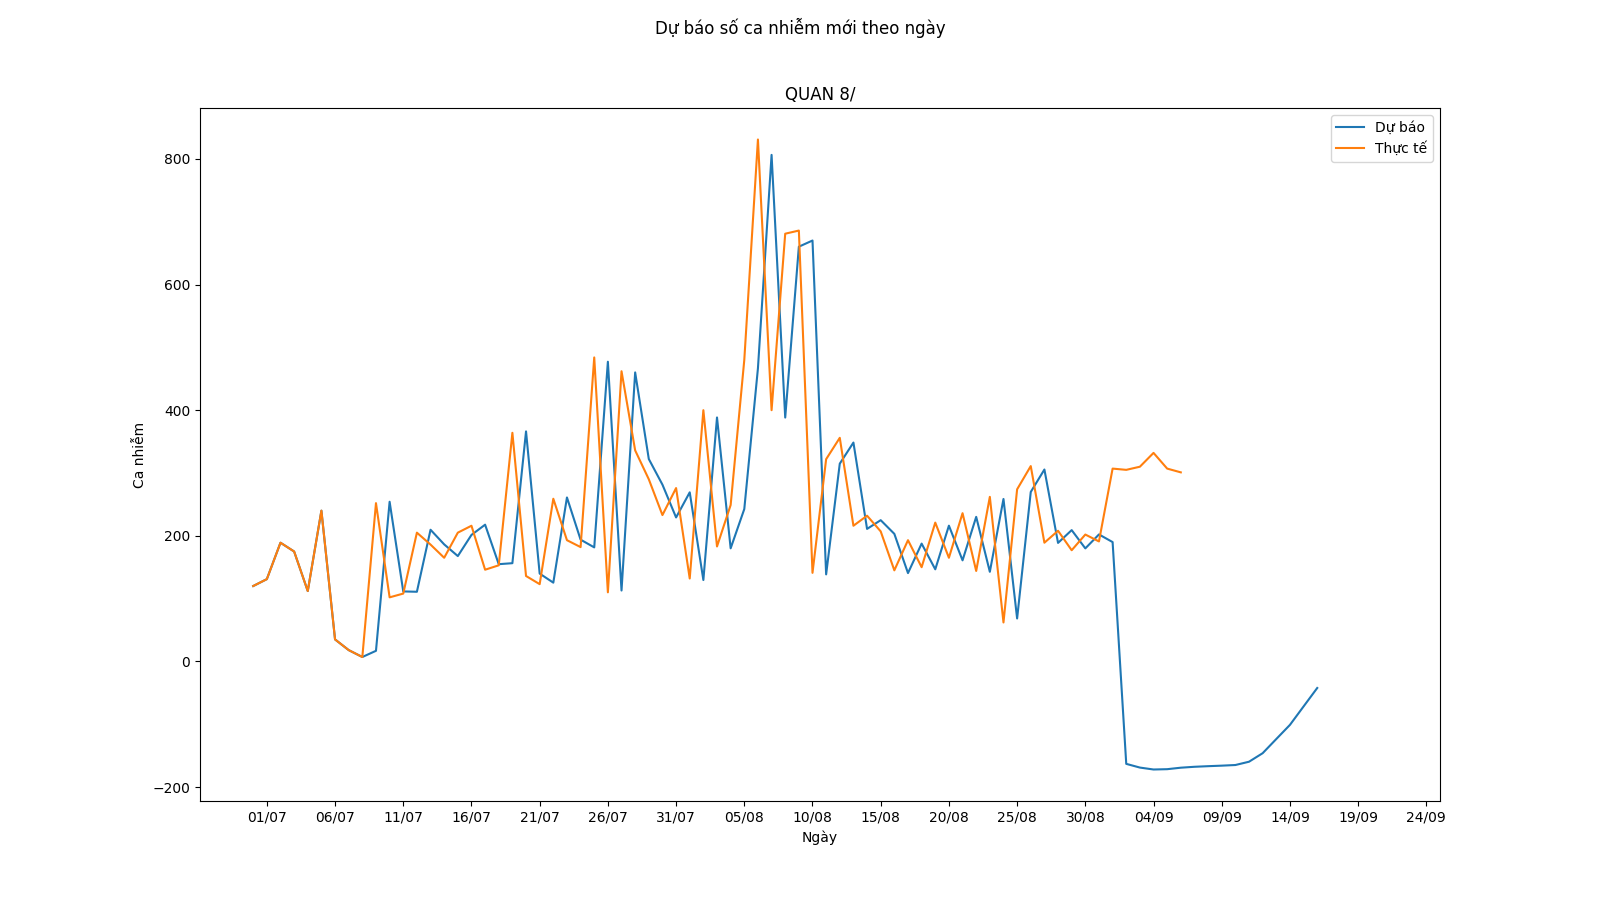 Dự báo số ca nhiễm mới theo ngày
QUAN 8/
Dự báo
Thực tế
800
600
400
200
0
−200
Ca nhiễm
01/07 06/07 11/07 16/07 21/07 26/07 31/07 05/08 10/08 15/08 20/08 25/08 30/08 04/09 09/09 14/09 19/09 24/09
Ngày